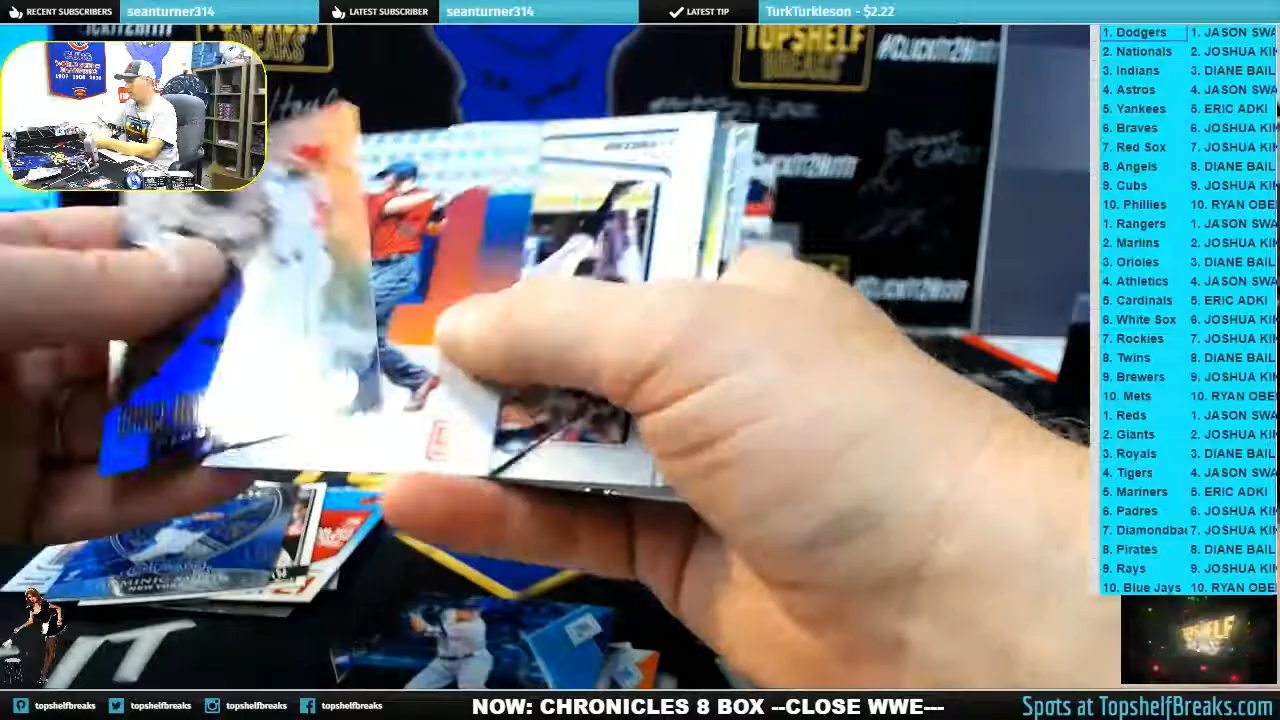 RECENT SUBSCRIBERS seanturner314 LATEST SUBSCRIBER seanturner314 LATEST TIP TurkTurkleson - $2.22
TOPSHELF
BREAKS
CUBS
1907 1908 2016
1. Dodgers 1. JASON SWA
2. Nationals 2. JOSHUA KI
3. Indians 3. DIANE BAIL
4. Astros 4. JASON SWA
5. Yankees 5. ERIC ADKI
6. Braves 6. JOSHUA KI
7. Red Sox 7. JOSHUA KI
8. Angels 8. DIANE BAIL
9. Cubs 9. JOSHUA KI
10. Phillies 10. RYAN OBE
1. Rangers 1. JASON SWA
2. Marlins 2. JOSHUA KI
3. Orioles 3. DIANE BAIL
4. Athletics 4. JASON SWA
5. Cardinals 5. ERIC ADKI
6. White Sox 6. JOSHUA KI
7. Rockies 7. JOSHUA KI
8. Twins 8. DIANE BAIL
9. Brewers 9. JOSHUA KI
10. Mets 10. RYAN OBE
1. Reds 1. JASON SWA
2. Giants 2. JOSHUA KI
3. Royals 3. DIANE BAIL
4. Tigers 4. JASON SWA
5. Mariners 5. ERIC ADKI
6. Padres 6. JOSHUA KI
7. Diamondba 7. JOSHUA KI
8. Pirates 8. DIANE BAIL
9. Rays 9. JOSHUA KI
10. Blue Jays 10. RYAN OBE
NEW YORK
topshelfbreaks topshelfbreaks topshelfbreaks topshelfbreaks NOW: CHRONICLES 8 BOX --CLOSE WWE--- Spots at TopshelfBreaks.com